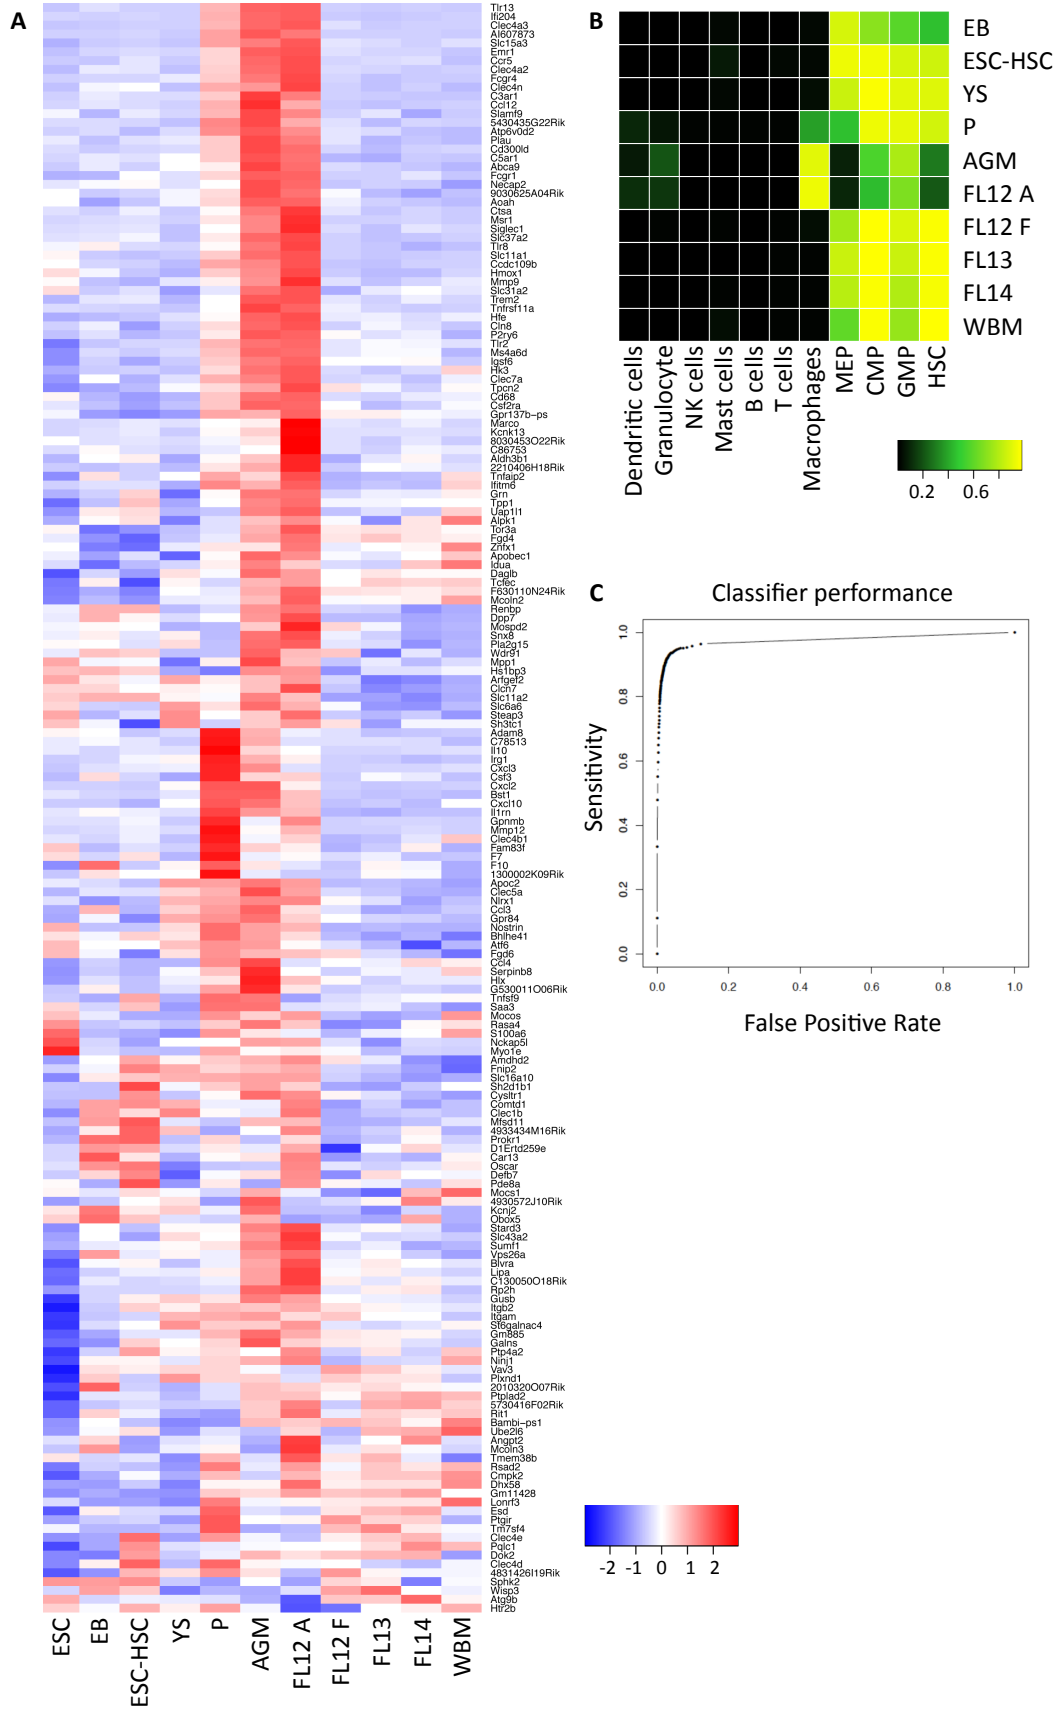 A
Tlr13
Ifi204
Clec4a3
AI607873
Slc15a3
Emr1
Ccr5
Clec4a2
Fcgr4
Clec4n
C3ar1
Ccl12
Slamf9
5430435G22Rik
Atp6v0d2
Plau
Cd300ld
C5ar1
Abca9
Fcgr1
Necap2
9030625A04Rik
Aoah
Ctsa
Msr1
Siglec1
Slc37a2
Tlr8
Slc11a1
Ccdc109b
Hmox1
Mmp9
Slc31a2
Trem2
Tnfrsf11a
Hfe
Cln8
P2ry6
Tlr2
Ms4a6d
Igsf6
Hk3
Clec7a
Tpcn2
Cd68
Csf2ra
Gpr137b-ps
Marco
Kcnk13
8030453O22Rik
C86753
Aldh3b1
2210406H18Rik
Tnfaip2
Ifitm6
Grn
Tpp1
Uap1l1
Alpk1
Tor3a
Fgd4
Znfx1
Apobec1
Idua
Daglb
Tcfec
F630110N24Rik
Mcoln2
Renbp
Dpp7
Mospd2
Snx8
Pla2g15
Wdr91
Mpp1
Hs1bp3
Arfgef2
Clcn7
Slc11a2
Slc6a6
Steap3
Sh3tc1
Adam8
C78513
Il10
Irg1
Cxcl3
Csf3
Cxcl2
Bst1
Cxcl10
Il1rn
Gpnmb
Mmp12
Clec4b1
Fam83f
F7
F10
1300002K09Rik
Apoc2
Clec5a
Nlrx1
Ccl3
Gpr84
Nostrin
Bhlhe41
Atf6
Fgd6
Ccl4
Serpinb8
Hlx
G530011O06Rik
Tnfsf9
Saa3
Mocos
Rasa4
S100a6
Nckap5l
Myo1e
Amdhd2
Fnip2
Slc16a10
Sh2d1b1
Cysltr1
Comtd1
Clec1b
Mfsd11
4933434M16Rik
Prokr1
D1Ertd259e
Car13
Oscar
Defb7
Pde8a
Mocs1
4930572J10Rik
Kcnj2
Obox5
Stard3
Slc43a2
Sumf1
Vps26a
Blvra
Lipa
C130050O18Rik
Rp2h
Gusb
Itgb2
Itgam
St6galnac4
Gm885
Galns
Ptp4a2
Ninj1
Vav3
Plxnd1
2010320O07Rik
Ptplad2
5730416F02Rik
Rit1
Bambi-ps1
Ube2l6
Angpt2
Mcoln3
Tmem38b
Rsad2
Cmpk2
Dhx58
Gm11428
Lonrf3
Esd
Ptgir
Tm7sf4
Clec4e
Pqlc1
Dok2
Clec4d
4831426I19Rik
Sphk2
Wisp3
Atg9b
Htr2b
ESC
EB
ESC-HSC
YS
P
AGM
FL12 A
FL12 F
FL13
FL14
WBM
-2 -1 0 1 2
B
EB
ESC-HSC
YS
P
AGM
FL12 A
FL12 F
FL13
FL14
WBM
Dendritic cells
Granulocyte
NK cells
Mast cells
B cells
T cells
Macrophages
MEP
CMP
GMP
HSC
0.2 0.6
C
Classifier performance
Sensitivity
1.0
0.8
0.6
0.4
0.2
0.0
0.0 0.2 0.4 0.6 0.8 1.0
False Positive Rate